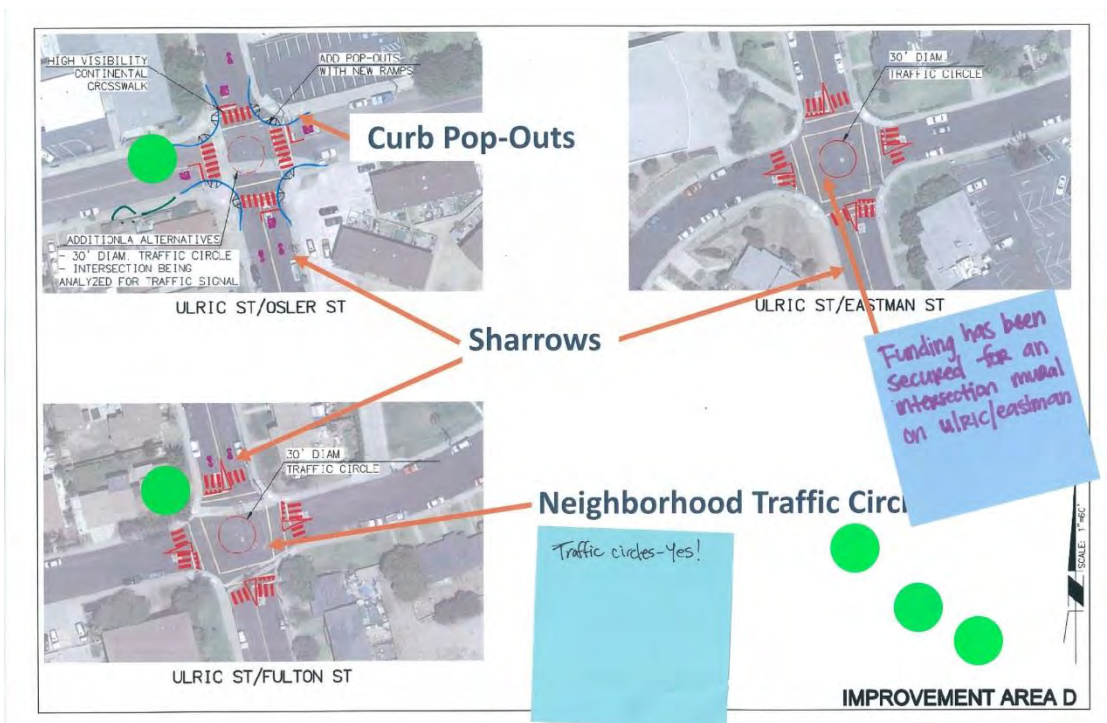 HIGH VISIBILITY
CONTINENTAL
CROSSWALK
ADD POP-OUTS
WITH NEW RAMPS
Curb Pop-Outs
ADDITIONLA ALTERNATIVES
- 30' DIAM. TRAFFIC CIRCLE
- INTERSECTION BEING
ANALYZED FOR TRAFFIC SIGNAL
ULRIC ST/OSLER ST
30' DIAM.
TRAFFIC CIRCLE
ULRIC ST/EASTMAN ST
Sharrows
Funding has been
secured for an
intersection mural
on ulric/eastman
30' DIAM
TRAFFIC CIRCLE
ULRIC ST/FULTON ST
Neighborhood Traffic Circ
Traffic circles-Yes!
SCALE: 1"=60'
IMPROVEMENT AREA D